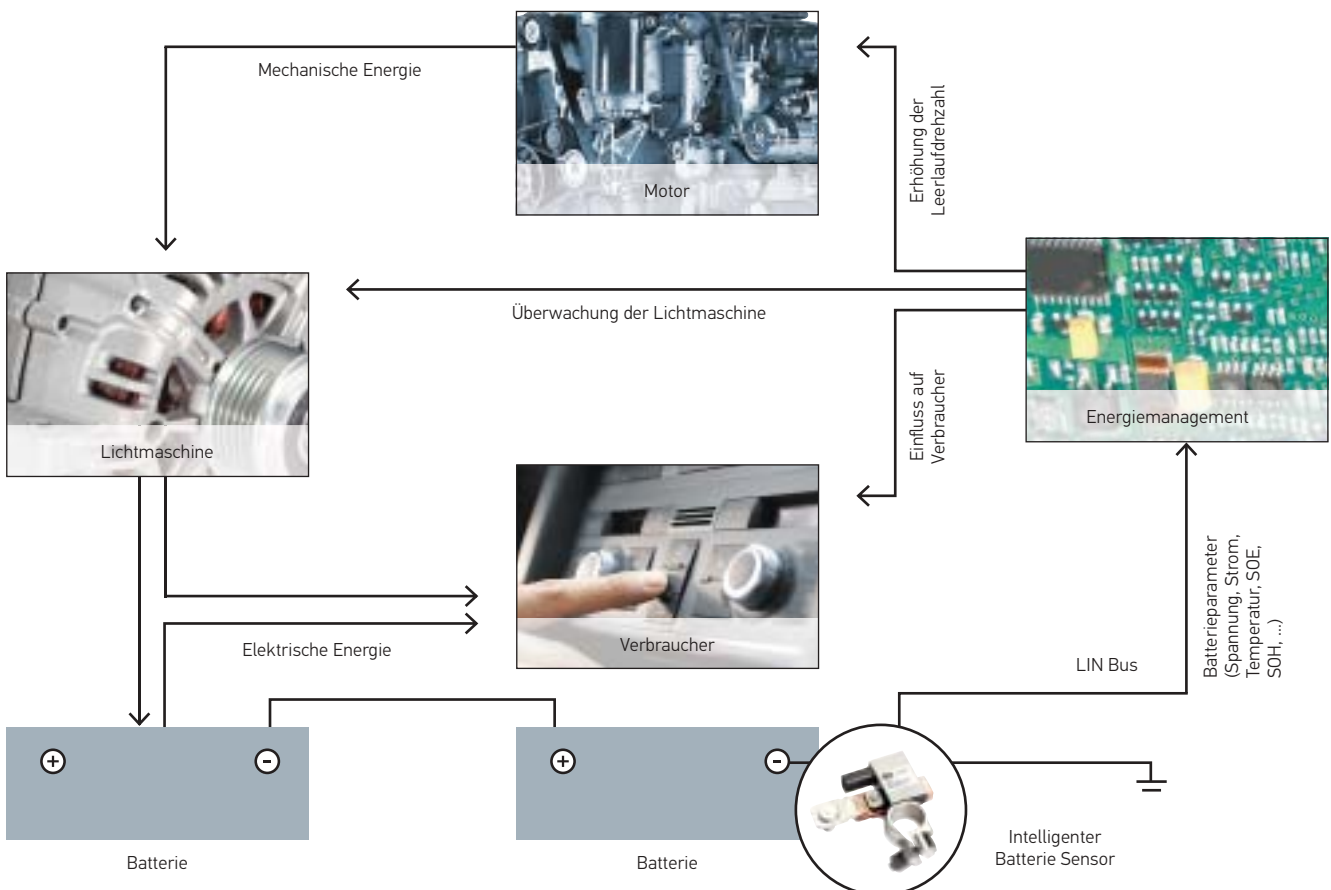 Mechanische Energie
Motor
Erhöhung der
Leerlaufdrehzahl
Überwachung der Lichtmaschine
Lichtmaschine
Energiemanagement
Einfluss auf
Verbraucher
Verbraucher
Elektrische Energie
LIN Bus
Batterieparameter
(Spannung, Strom,
Temperatur, SOE,
SOH, ...)
+
-
+
-
Batterie
Batterie
Intelligenter
Batterie Sensor